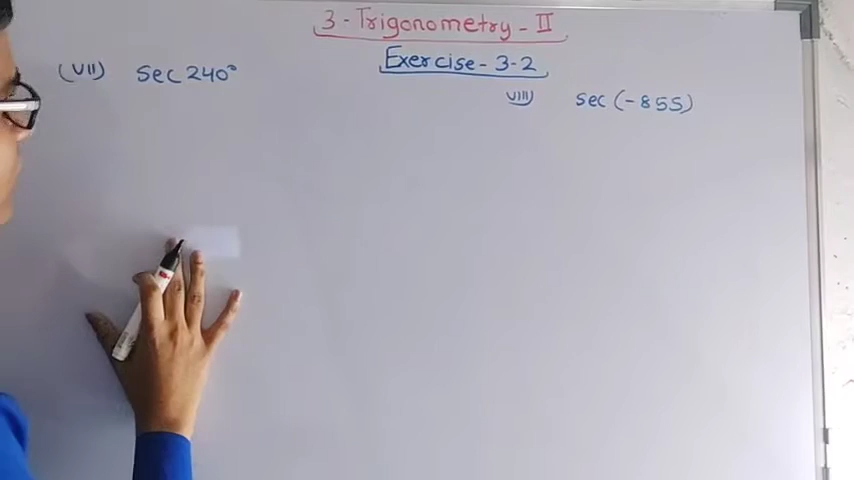 3 - Trigonometry - II
Exercise - 3-2
(VII) sec 240°
VIII) sec (-855)